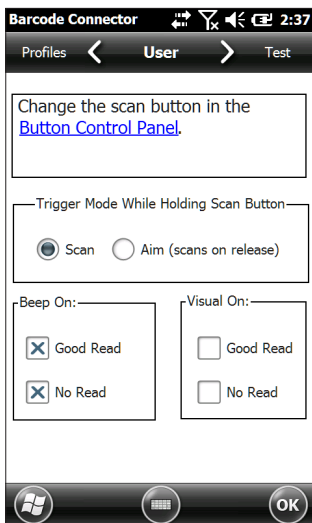 Barcode Connector 2:37
Profiles User Test
Change the scan button in the
Button Control Panel.
Trigger Mode While Holding Scan Button
Scan Aim (scans on release)
Beep On: Visual On:
Good Read Good Read
No Read No Read
OK